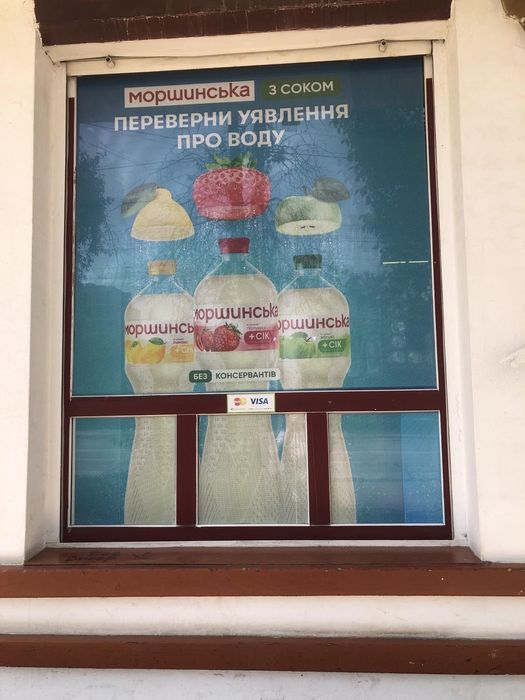 моршинська З СОКОМ
ПЕРЕВЕРНИ УЯВЛЕННЯ
ПРО ВОДУ
моршинська
+ СІК
моршинська
+ СІК
моршинська
+ СІК
БЕЗ КОНСЕРВАНТІВ
VISA